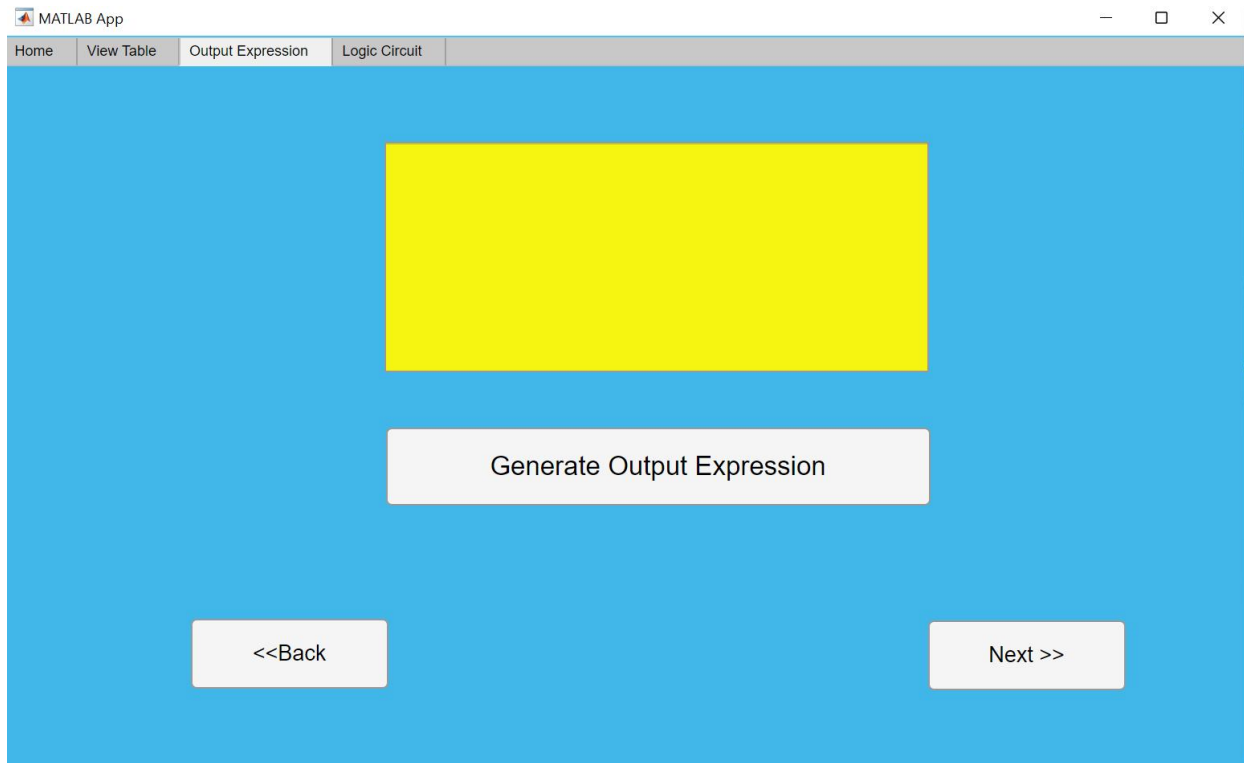 MATLAB App
Home View Table Output Expression Logic Circuit
Generate Output Expression
<<Back
Next >>